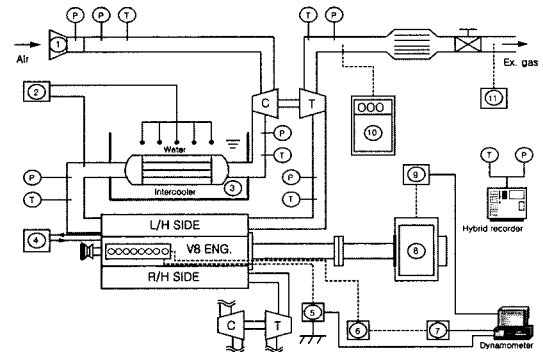 P P T T P
1
Air
Ex. gas
2
C T
11
10
Water
P
T
P
T
Intercooler
3
P
T
P
T
9
T P
Hybrid recorder
L/H SIDE
4
V8 ENG.
8
R/H SIDE
C T
5
6
7
Dynamometer